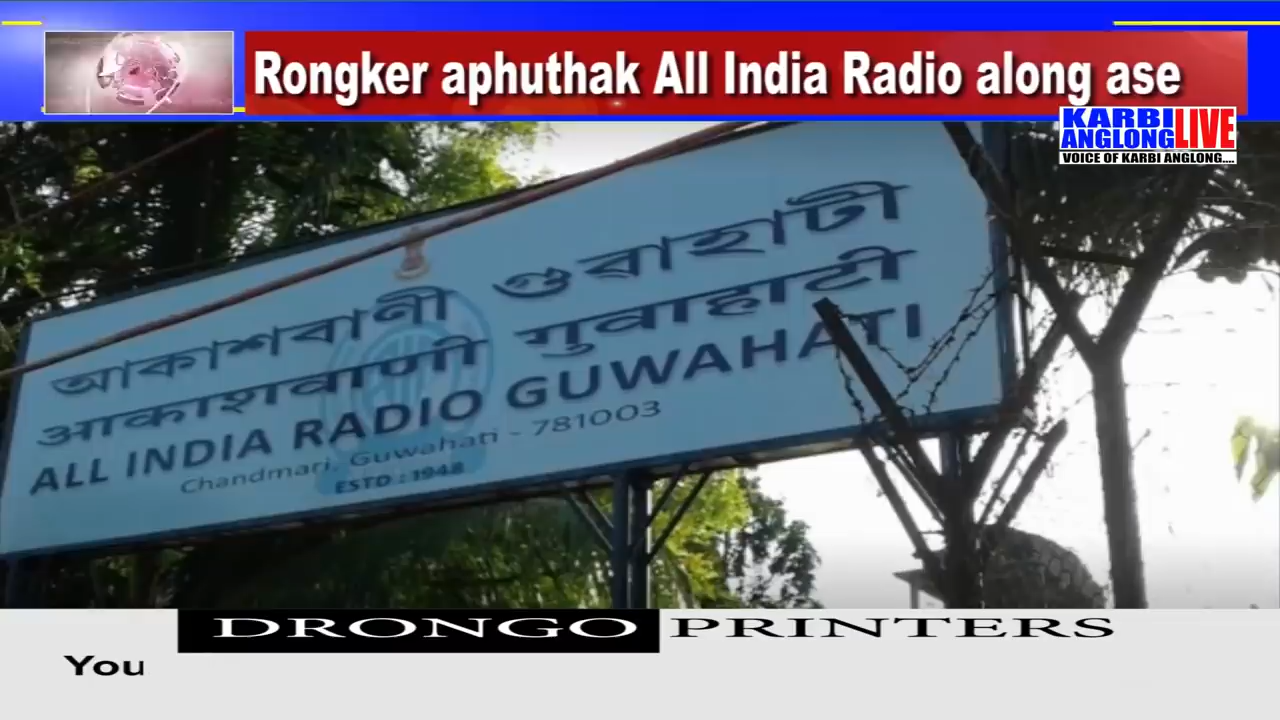 Rongker aphuthak All India Radio along ase
KARBI
ANGLONG LIVE
VOICE OF KARBI ANGLONG....
আকাশবাণী গুৱাহাটী
आकाशवाणी गुवाहाटी
ALL INDIA RADIO GUWAHATI
Chandmari, Guwahati - 781003
ESTD : 1948
DRONGO PRINTERS
You